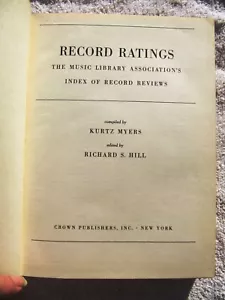 RECORD RATINGS
THE MUSIC LIBRARY ASSOCIATION'S
INDEX OF RECORD REVIEWS
compiled by
KURTZ MYERS
edited by
RICHARD S. HILL
CROWN PUBLISHERS, INC. · NEW YORK